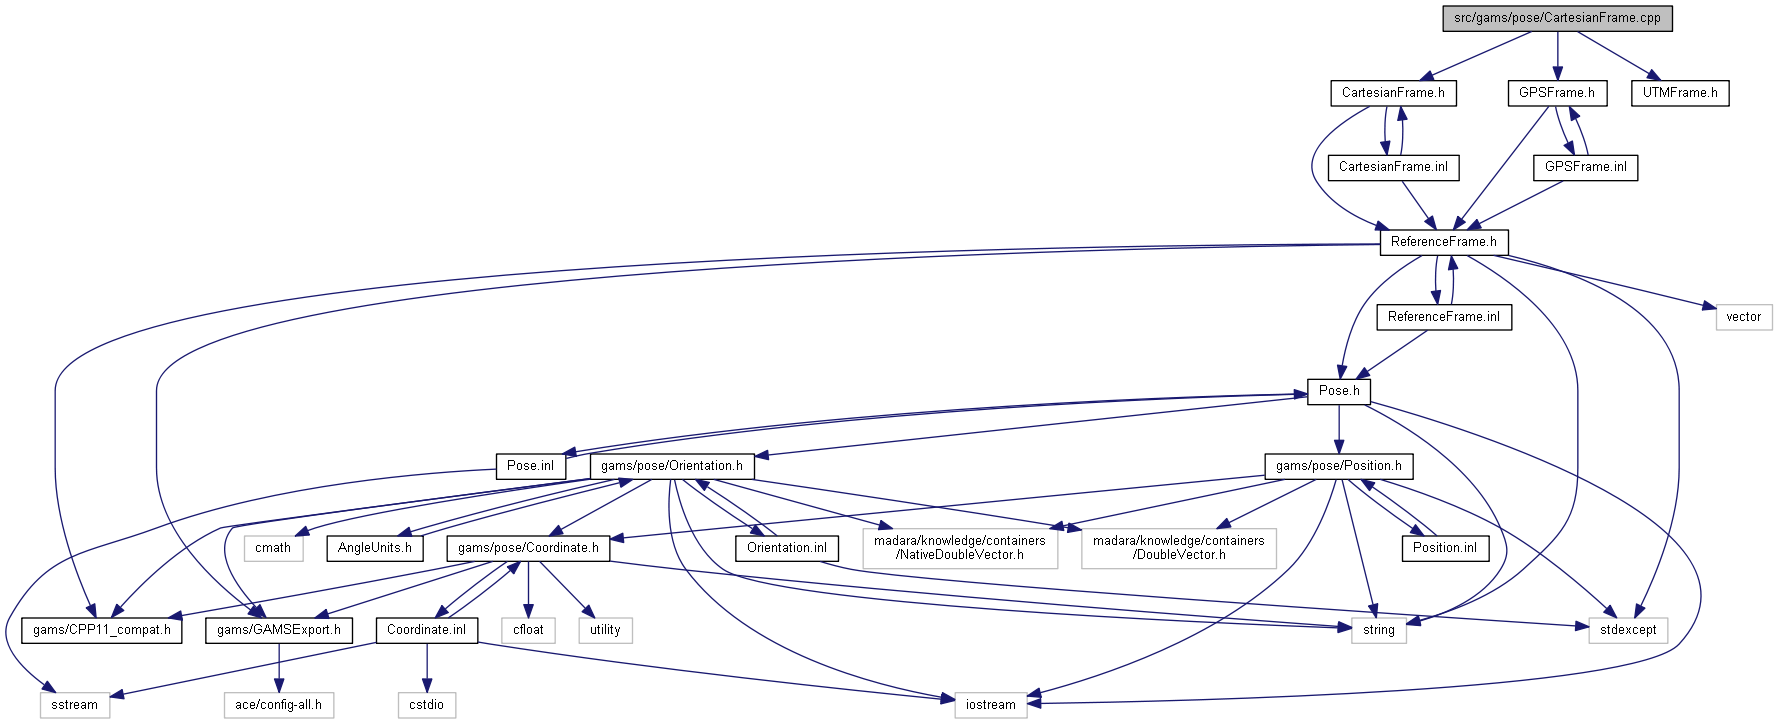 src/gams/pose/CartesianFrame.cpp
CartesianFrame.h
GPSFrame.h
UTMFrame.h
CartesianFrame.inl
GPSFrame.inl
ReferenceFrame.h
ReferenceFrame.inl
vector
Pose.h
Pose.inl
gams/pose/Orientation.h
gams/pose/Position.h
cmath
AngleUnits.h
gams/pose/Coordinate.h
Orientation.inl
madara/knowledge/containers
/NativeDoubleVector.h
madara/knowledge/containers
/DoubleVector.h
Position.inl
gams/CPP11_compat.h
gams/GAMSExport.h
Coordinate.inl
cfloat
utility
string
stdexcept
sstream
ace/config-all.h
cstdio
iostream